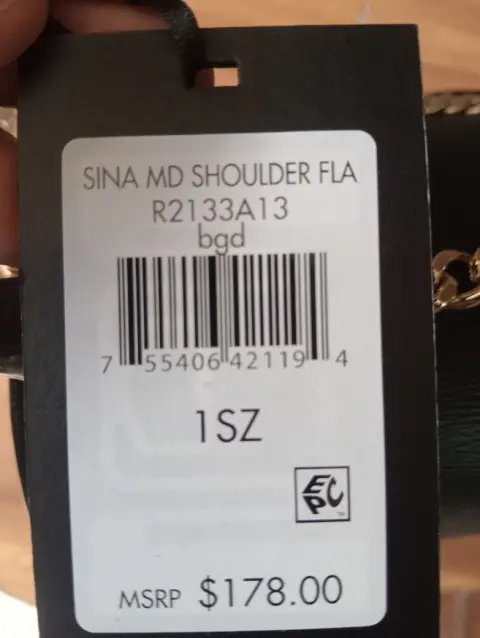 SINA MD SHOULDER FLA
R2133A13
bgd
7 55406 42119 4
1SZ
EPC
MSRP $178.00